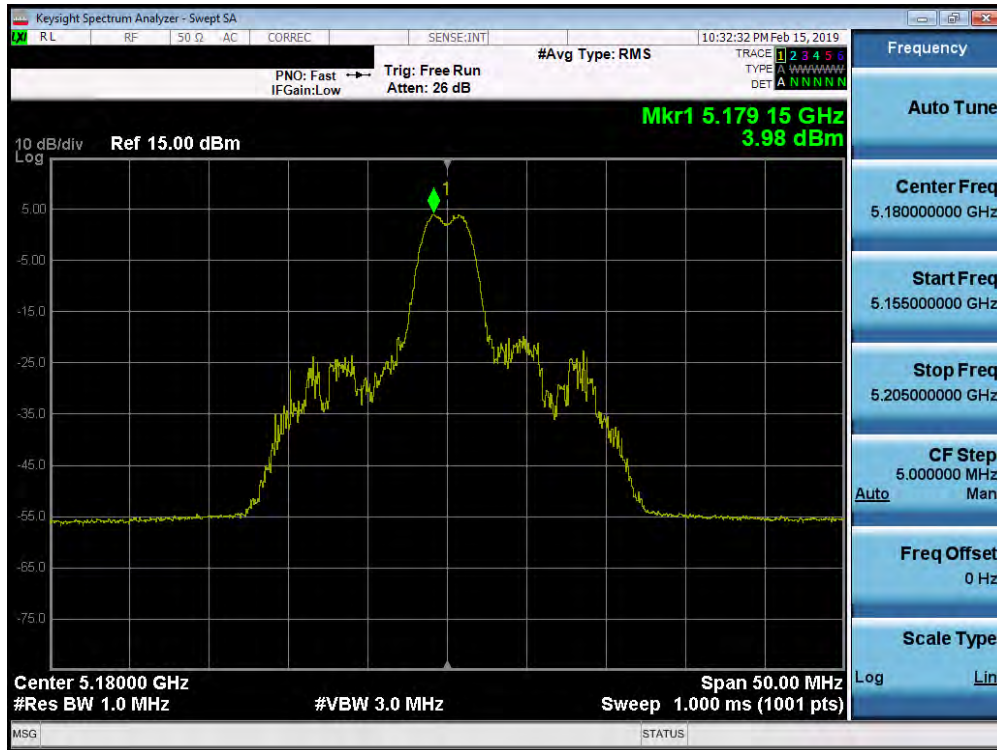 Keysight Spectrum Analyzer - Swept SA
LXI RL RF 50 Ω AC CORREC SENSE:INT 10:32:32 PM Feb 15, 2019
#Avg Type: RMS TRACE 1 2 3 4 5 6
PNO: Fast Trig: Free Run TYPE A WWWWW
IFGain:Low Atten: 26 dB DET A N N N N N
Mkr1 5.179 15 GHz
3.98 dBm
10 dB/div Ref 15.00 dBm
Log
1
5.00
-5.00
-15.0
-25.0
-35.0
-45.0
-55.0
-65.0
-75.0
Center 5.18000 GHz Span 50.00 MHz
#Res BW 1.0 MHz #VBW 3.0 MHz Sweep 1.000 ms (1001 pts)
MSG STATUS
Frequency
Auto Tune
Center Freq
5.180000000 GHz
Start Freq
5.155000000 GHz
Stop Freq
5.205000000 GHz
CF Step
5.000000 MHz
Auto Man
Freq Offset
0 Hz
Scale Type
Log Lin